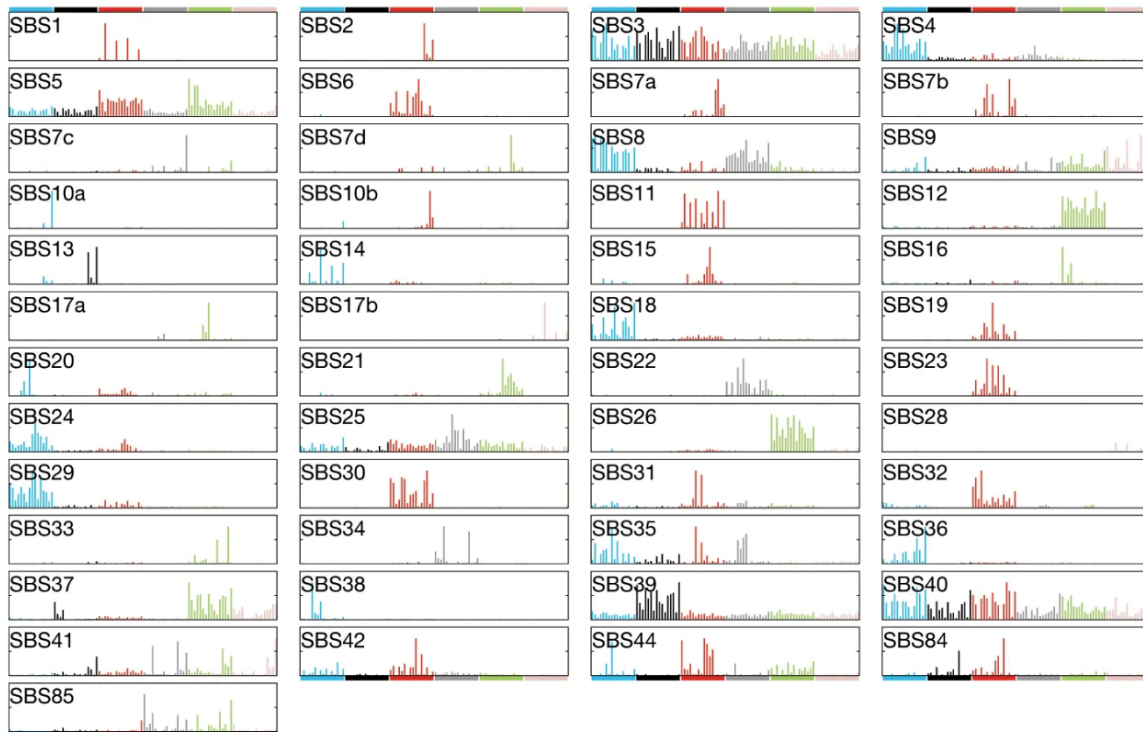 SBS1 SBS2 SBS3 SBS4
SBS5 SBS6 SBS7a SBS7b
SBS7c SBS7d SBS8 SBS9
SBS10a SBS10b SBS11 SBS12
SBS13 SBS14 SBS15 SBS16
SBS17a SBS17b SBS18 SBS19
SBS20 SBS21 SBS22 SBS23
SBS24 SBS25 SBS26 SBS28
SBS29 SBS30 SBS31 SBS32
SBS33 SBS34 SBS35 SBS36
SBS37 SBS38 SBS39 SBS40
SBS41 SBS42 SBS44 SBS84
SBS85